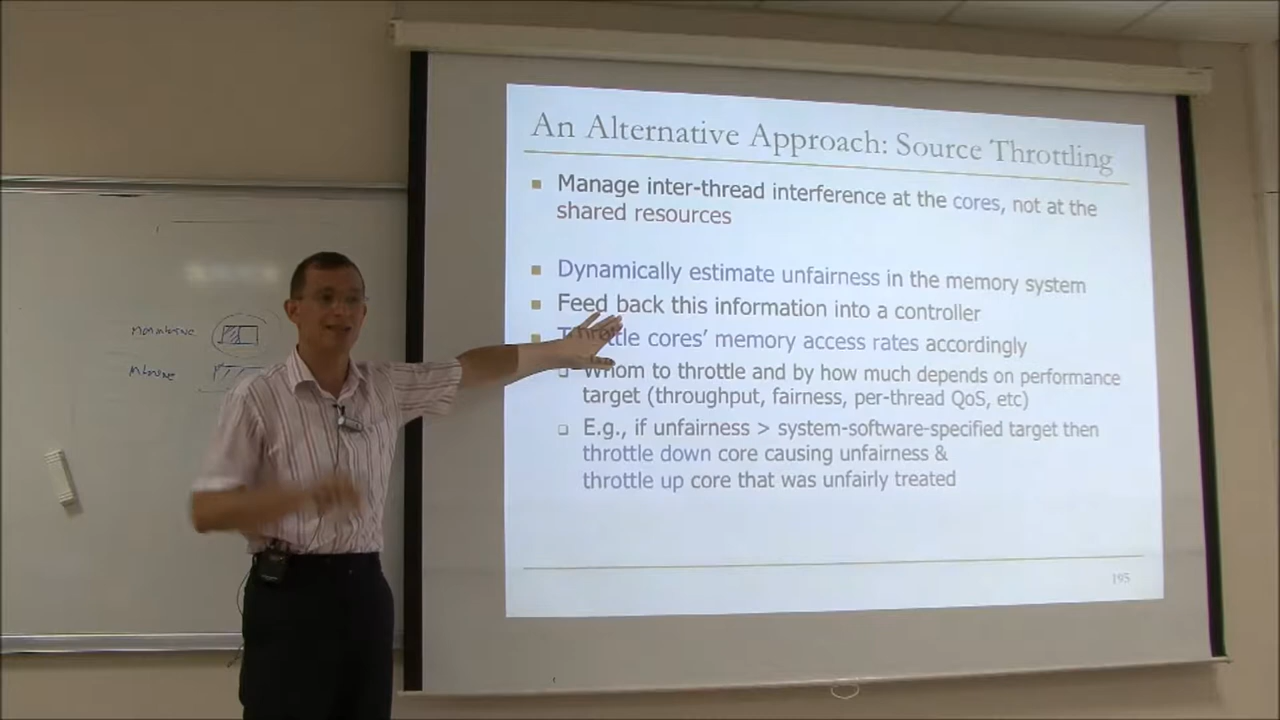 An Alternative Approach: Source Throttling
Manage inter-thread interference at the cores, not at the
shared resources
Dynamically estimate unfairness in the memory system
Feed back this information into a controller
Throttle cores' memory access rates accordingly
Whom to throttle and by how much depends on performance
target (throughput, fairness, per-thread QoS, etc)
E.g., if unfairness > system-software-specified target then
throttle down core causing unfairness &
throttle up core that was unfairly treated
195